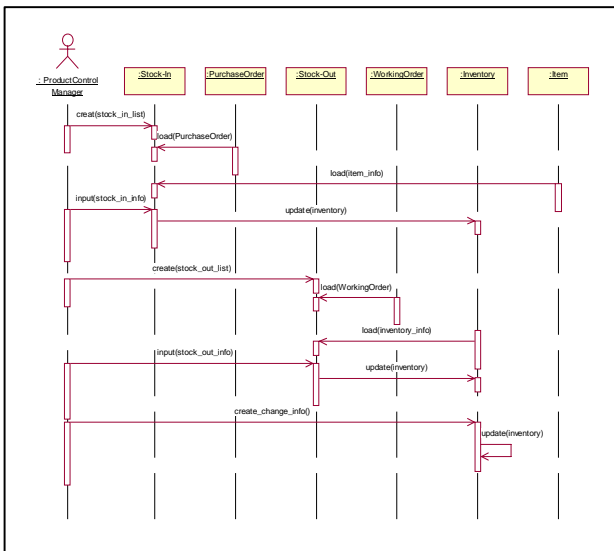 : ProductControl
Manager
:Stock-In
:PurchaseOrder
:Stock-Out
:WorkingOrder
:Inventory
:Item
creat(stock_in_list)
load(PurchaseOrder)
load(item_info)
input(stock_in_info)
update(inventory)
create(stock_out_list)
load(WorkingOrder)
load(inventory_info)
input(stock_out_info)
update(inventory)
create_change_info()
update(inventory)